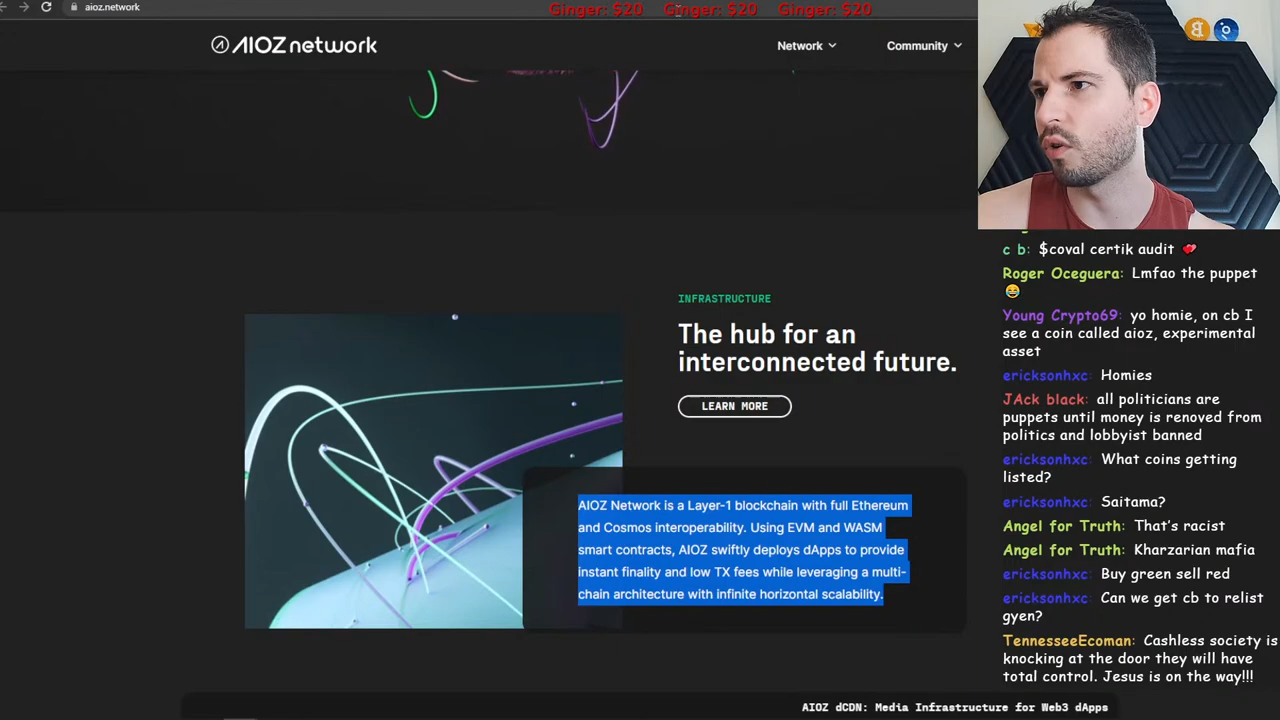 aioz.network
Ginger: $20 Ginger: $20 Ginger: $20
AIOZ network
Network
Community
INFRASTRUCTURE
The hub for an
interconnected future.
LEARN MORE
AIOZ Network is a Layer-1 blockchain with full Ethereum
and Cosmos interoperability. Using EVM and WASM
smart contracts, AIOZ swiftly deploys dApps to provide
instant finality and low TX fees while leveraging a multi-
chain architecture with infinite horizontal scalability.
AIOZ dCDN: Media Infrastructure for Web3 dApps
c b: $coval certik audit 💘
Roger Oceguera: Lmfao the puppet
😂
Young Crypto69: yo homie, on cb I
see a coin called aioz, experimental
asset
ericksonhxc: Homies
JAck black: all politicians are
puppets until money is renoved from
politics and lobbyist banned
ericksonhxc: What coins getting
listed?
ericksonhxc: Saitama?
Angel for Truth: That's racist
Angel for Truth: Kharzarian mafia
ericksonhxc: Buy green sell red
ericksonhxc: Can we get cb to relist
gyen?
TennesseeEcoman: Cashless society is
knocking at the door they will have
total control. Jesus is on the way!!!